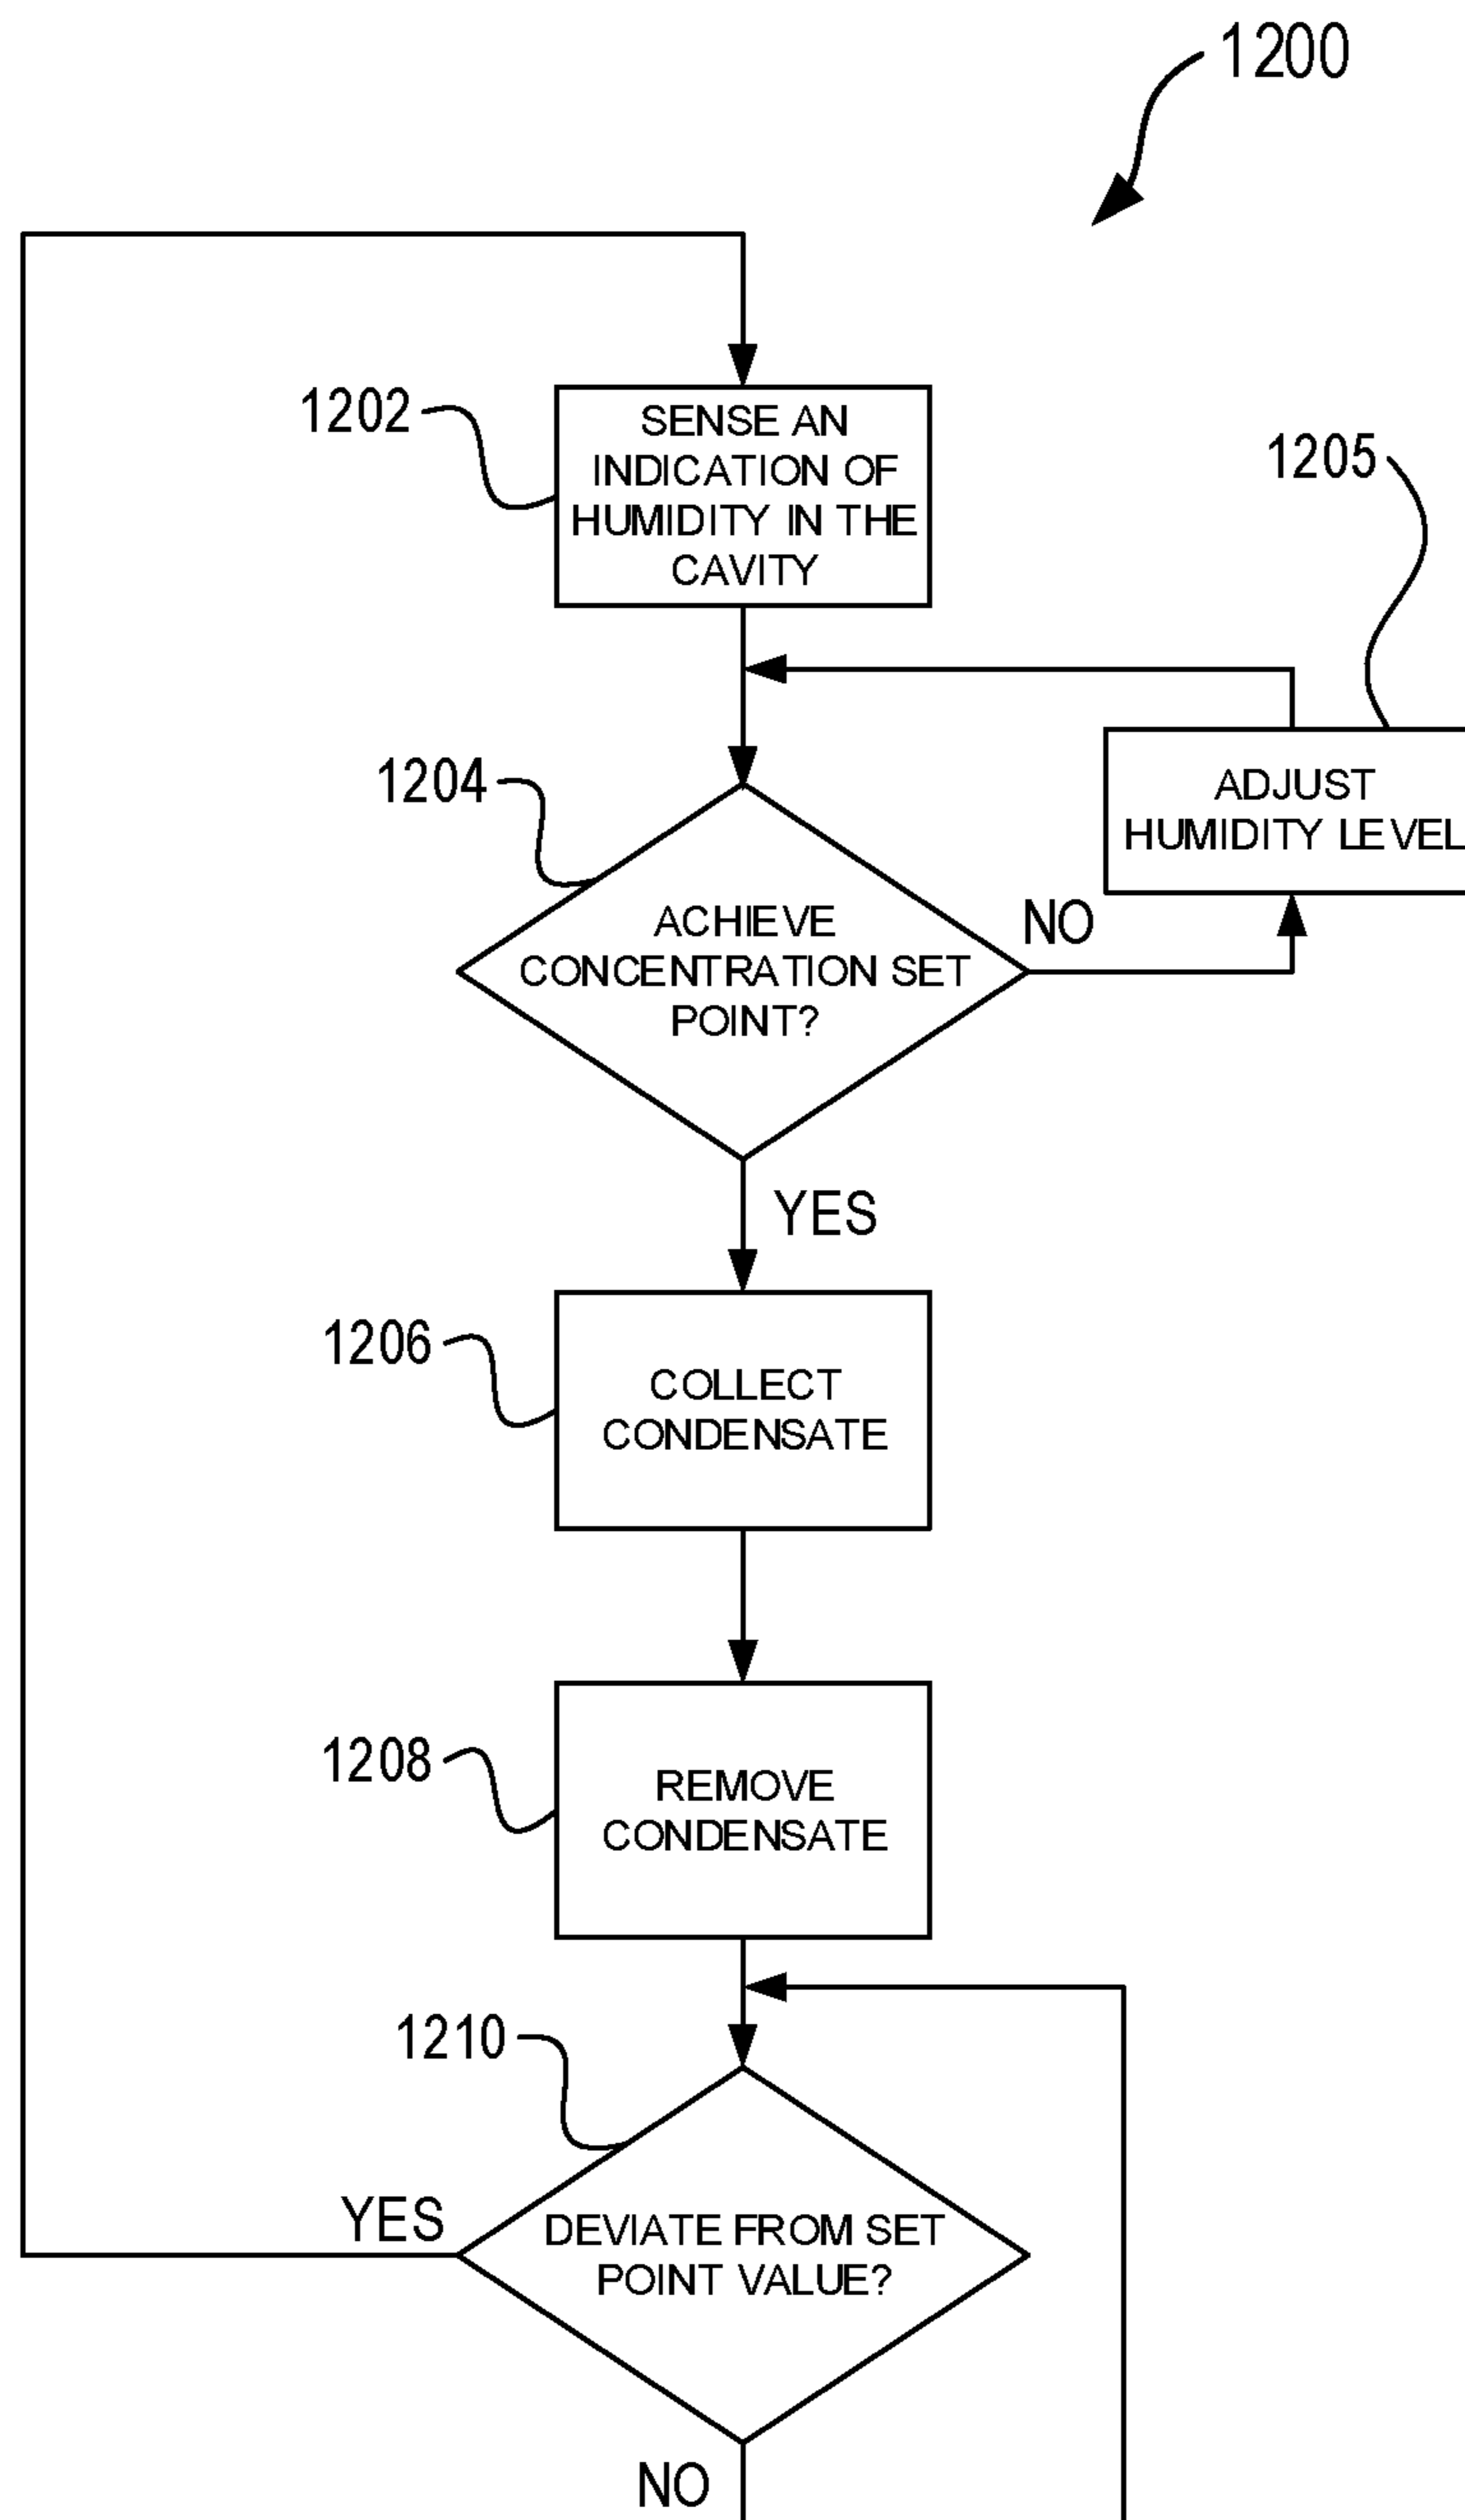 1200
1202
SENSE AN
INDICATION OF
HUMIDITY IN THE
CAVITY
1205
ADJUST
HUMIDITY LEVEL
1204
ACHIEVE
CONCENTRATION SET
POINT?
NO
YES
1206
COLLECT
CONDENSATE
1208
REMOVE
CONDENSATE
1210
YES
DEVIATE FROM SET
POINT VALUE?
NO